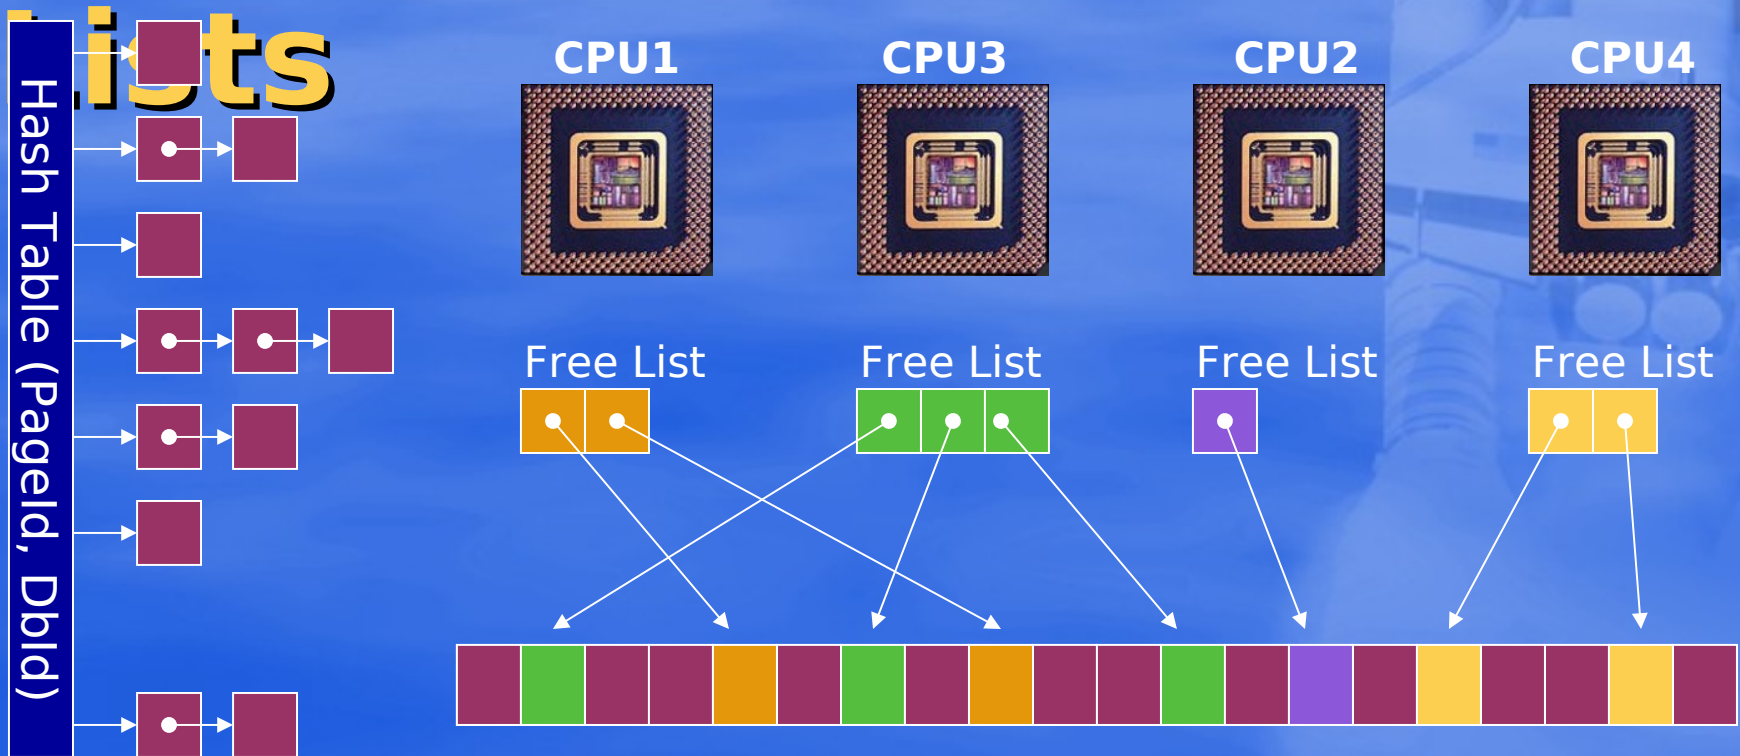 Lists
CPU1 CPU3 CPU2 CPU4
Free List Free List Free List Free List
Hash Table (PageId, DbId)